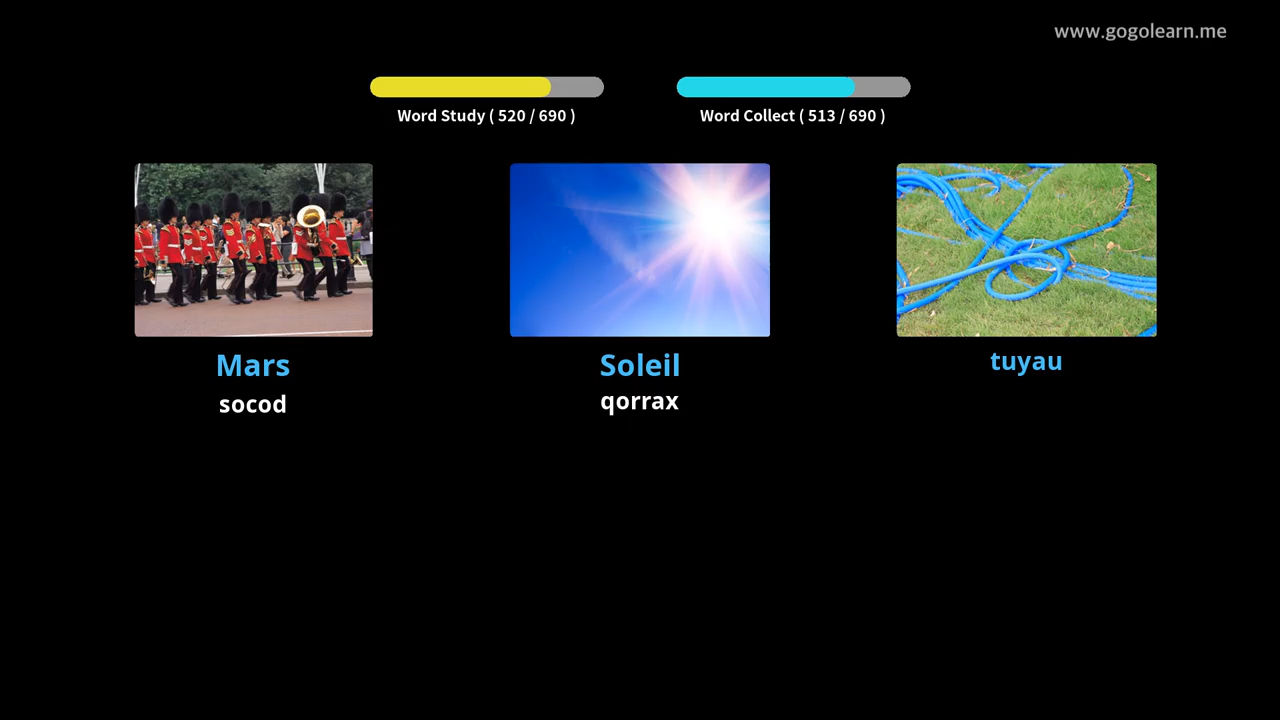 www.gogolearn.me
Word Study ( 520 / 690 )
Word Collect ( 513 / 690 )
Mars
socod
Soleil
qorrax
tuyau